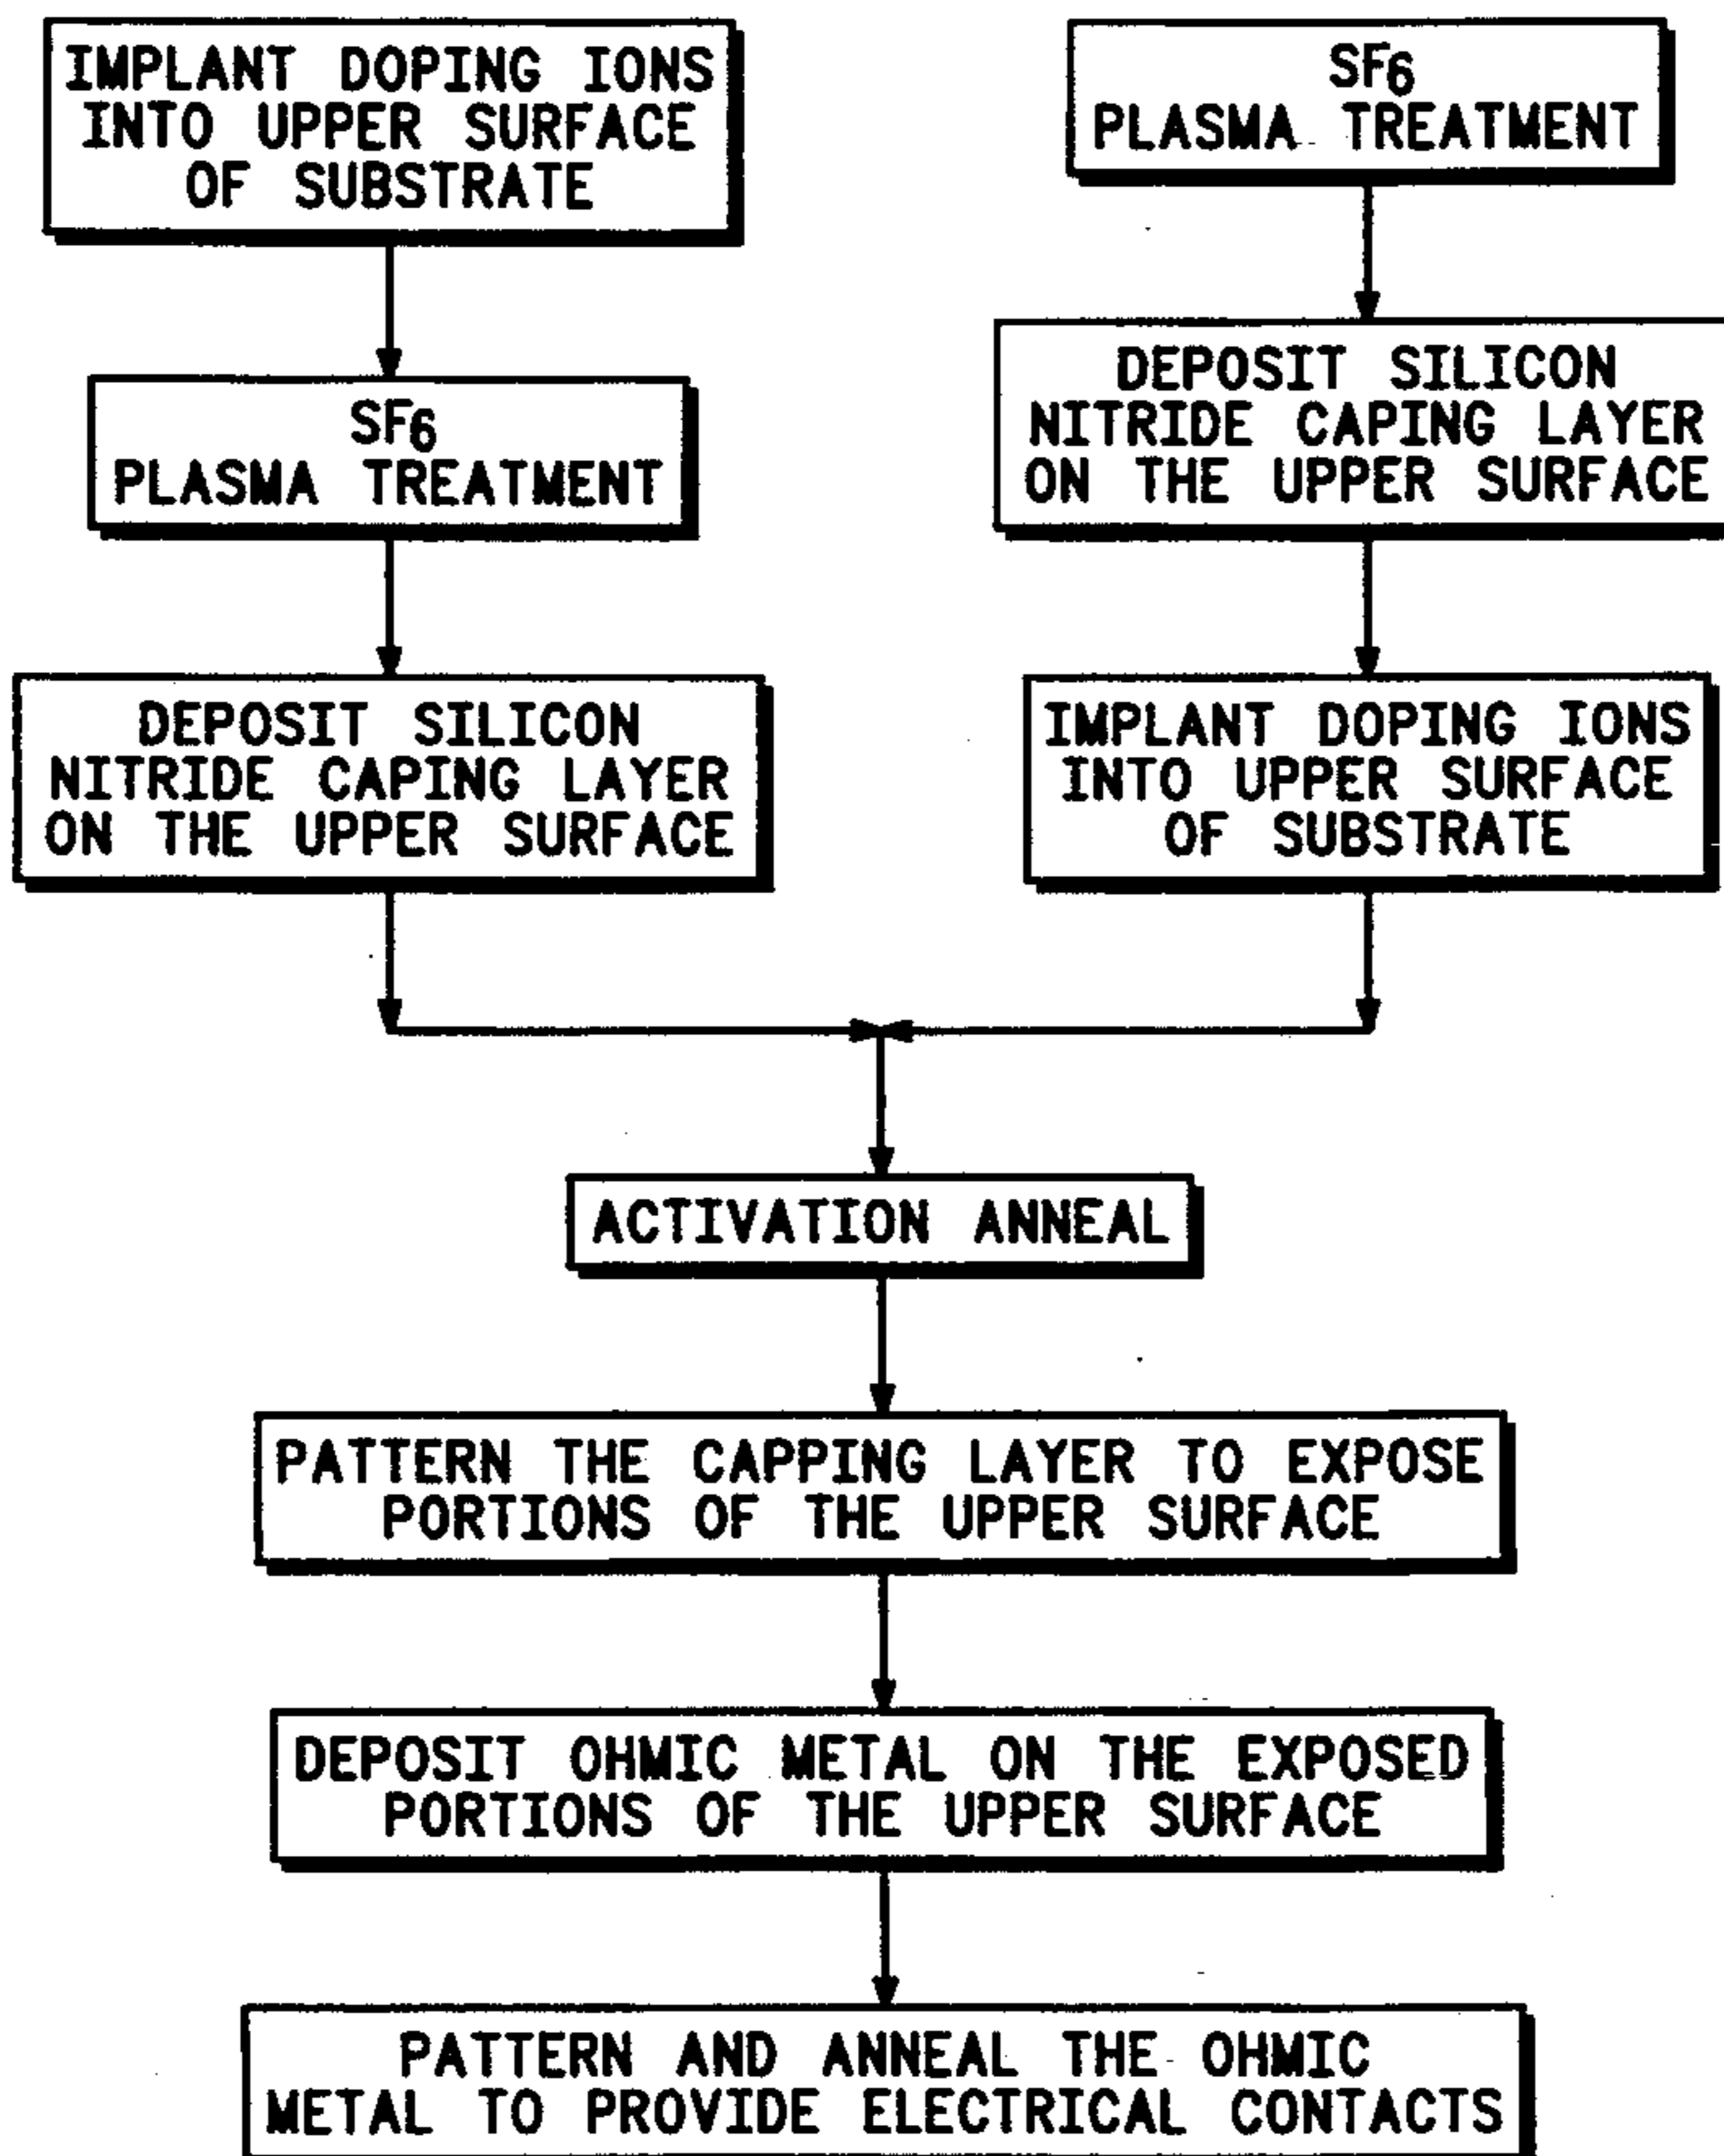 IMPLANT DOPING IONS
INTO UPPER SURFACE
OF SUBSTRATE
SF6
PLASMA TREATMENT
DEPOSIT SILICON
NITRIDE CAPING LAYER
ON THE UPPER SURFACE
SF6
PLASMA TREATMENT
DEPOSIT SILICON
NITRIDE CAPING LAYER
ON THE UPPER SURFACE
IMPLANT DOPING IONS
INTO UPPER SURFACE
OF SUBSTRATE
ACTIVATION ANNEAL
PATTERN THE CAPPING LAYER TO EXPOSE
PORTIONS OF THE UPPER SURFACE
DEPOSIT OHMIC METAL ON THE EXPOSED
PORTIONS OF THE UPPER SURFACE
PATTERN AND ANNEAL THE OHMIC
METAL TO PROVIDE ELECTRICAL CONTACTS